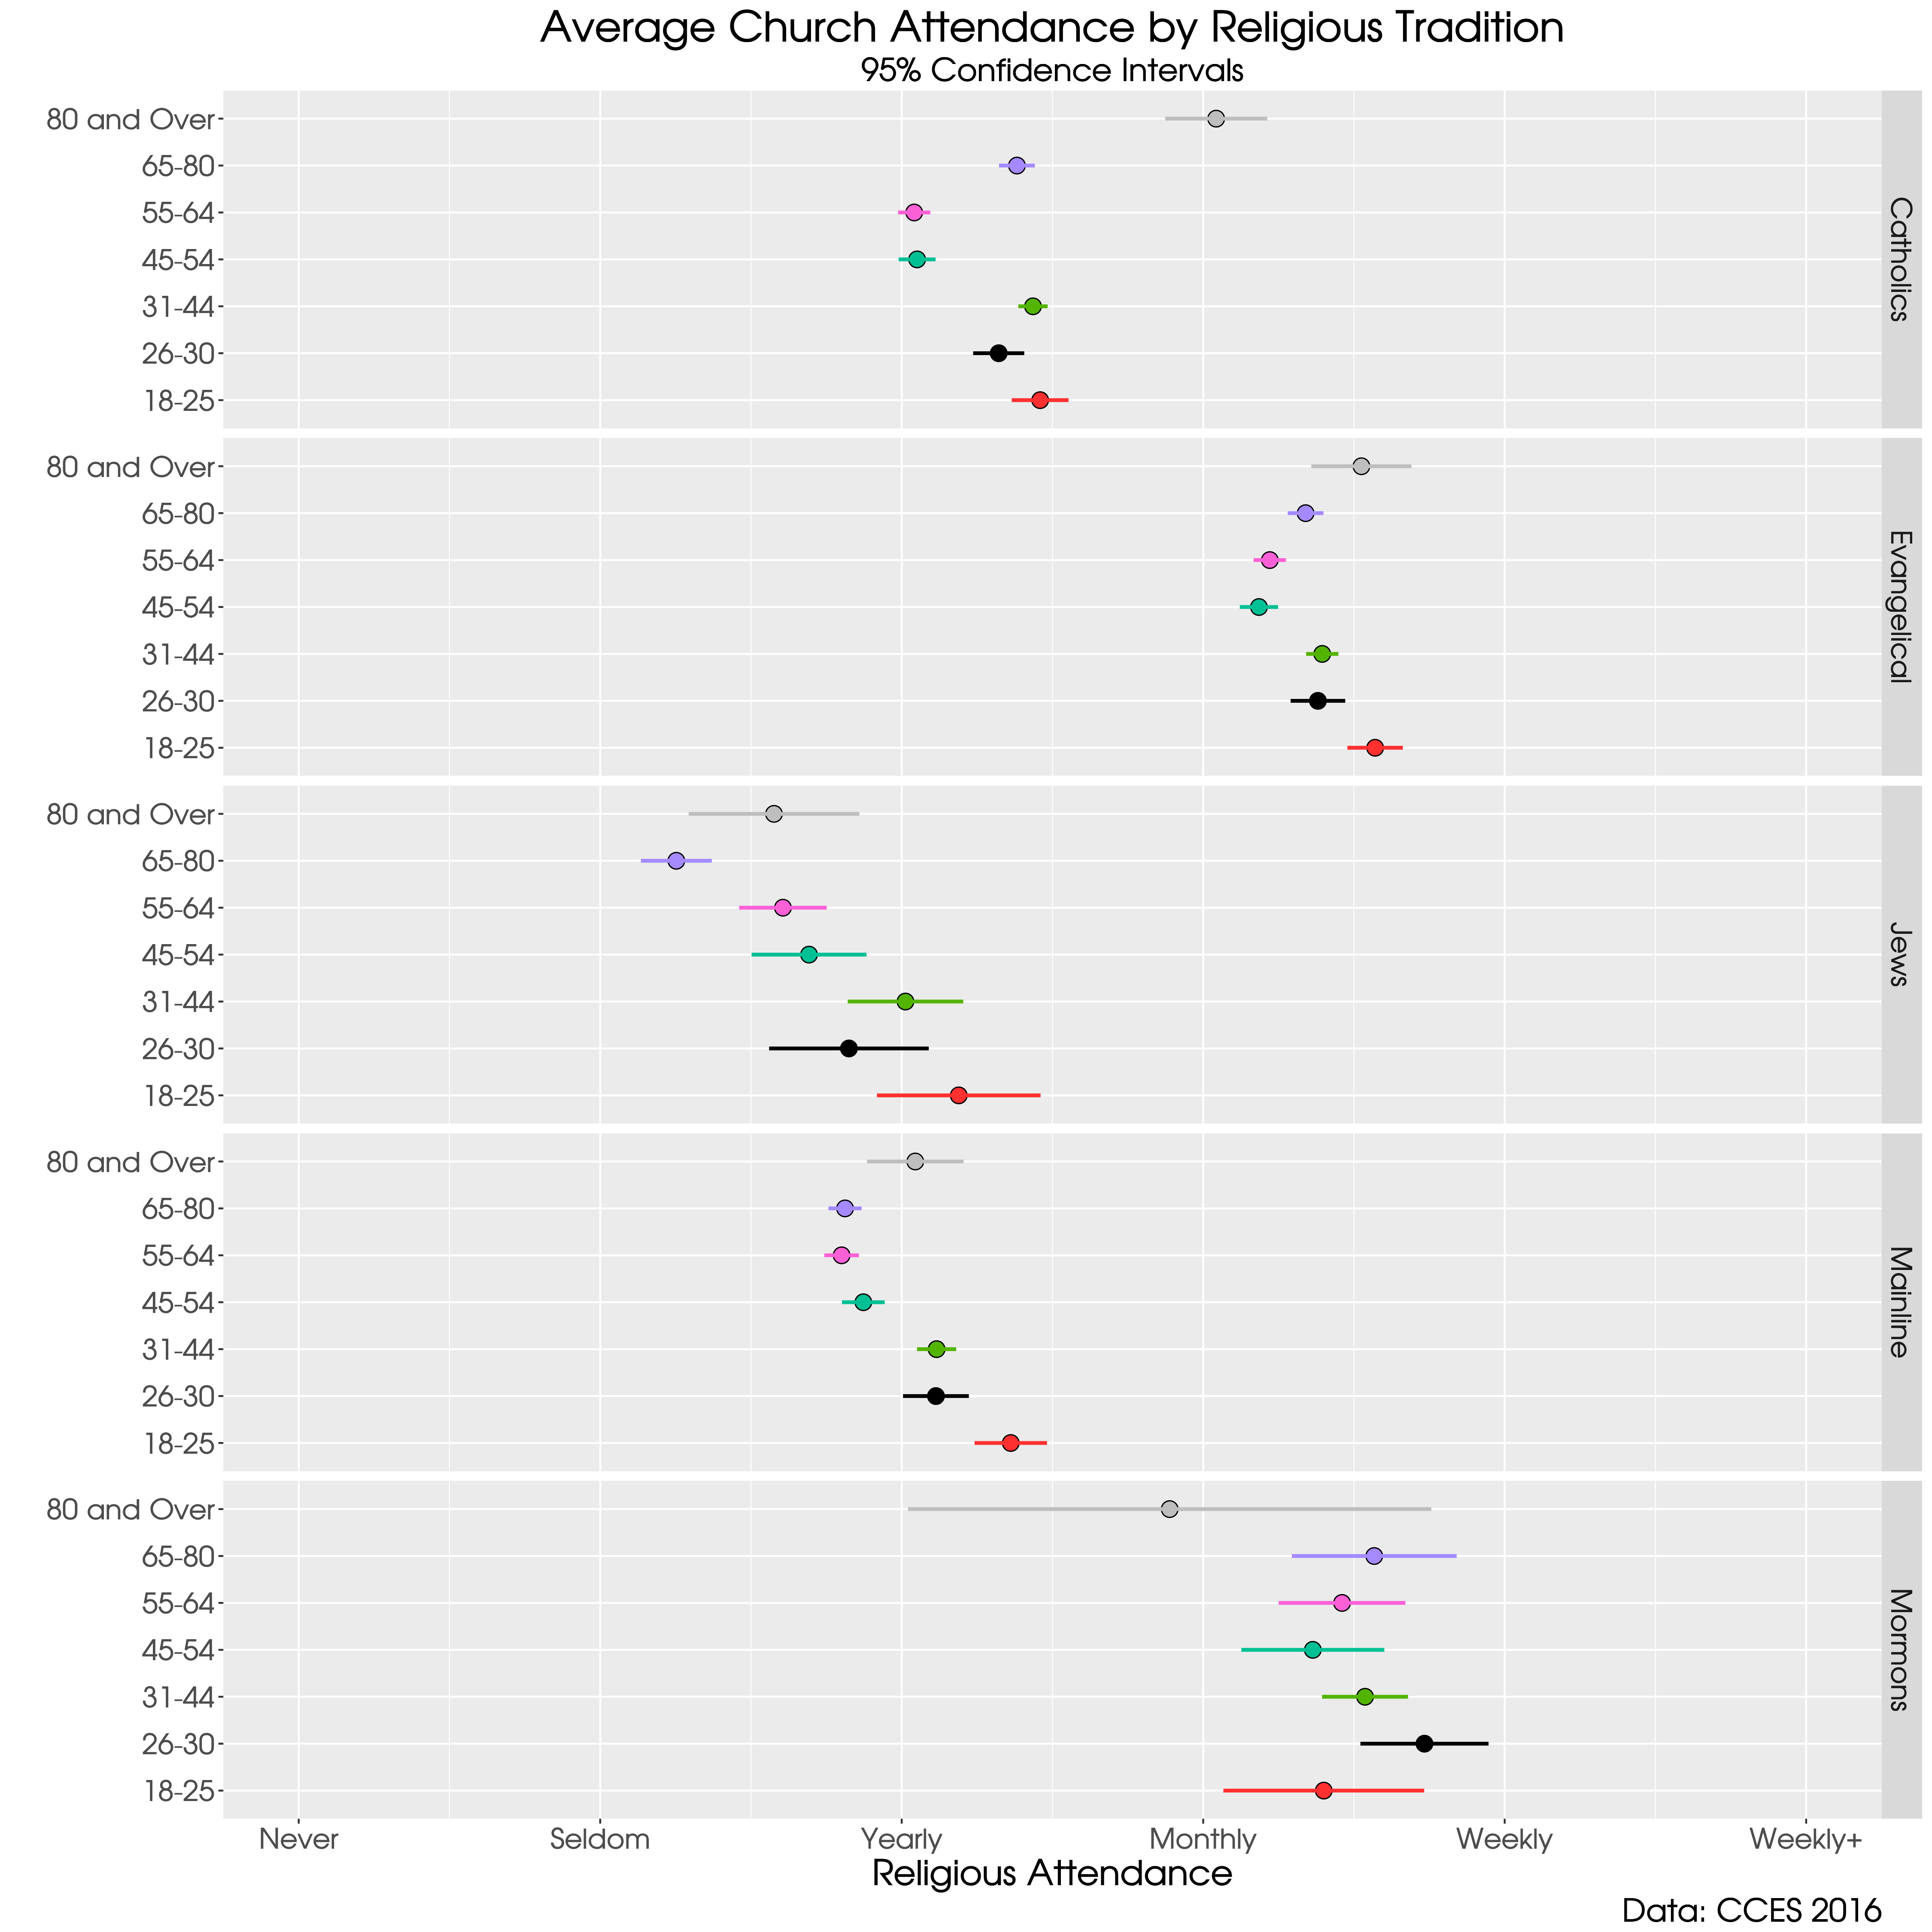 Average Church Attendance by Religious Tradition
95% Confidence Intervals
80 and Over
65-80
55-64
45-54
31-44
26-30
18-25
Catholics
80 and Over
65-80
55-64
45-54
31-44
26-30
18-25
Evangelical
80 and Over
65-80
55-64
45-54
31-44
26-30
18-25
Jews
80 and Over
65-80
55-64
45-54
31-44
26-30
18-25
Mainline
80 and Over
65-80
55-64
45-54
31-44
26-30
18-25
Mormons
Never Seldom Yearly Monthly Weekly Weekly+
Religious Attendance
Data: CCES 2016